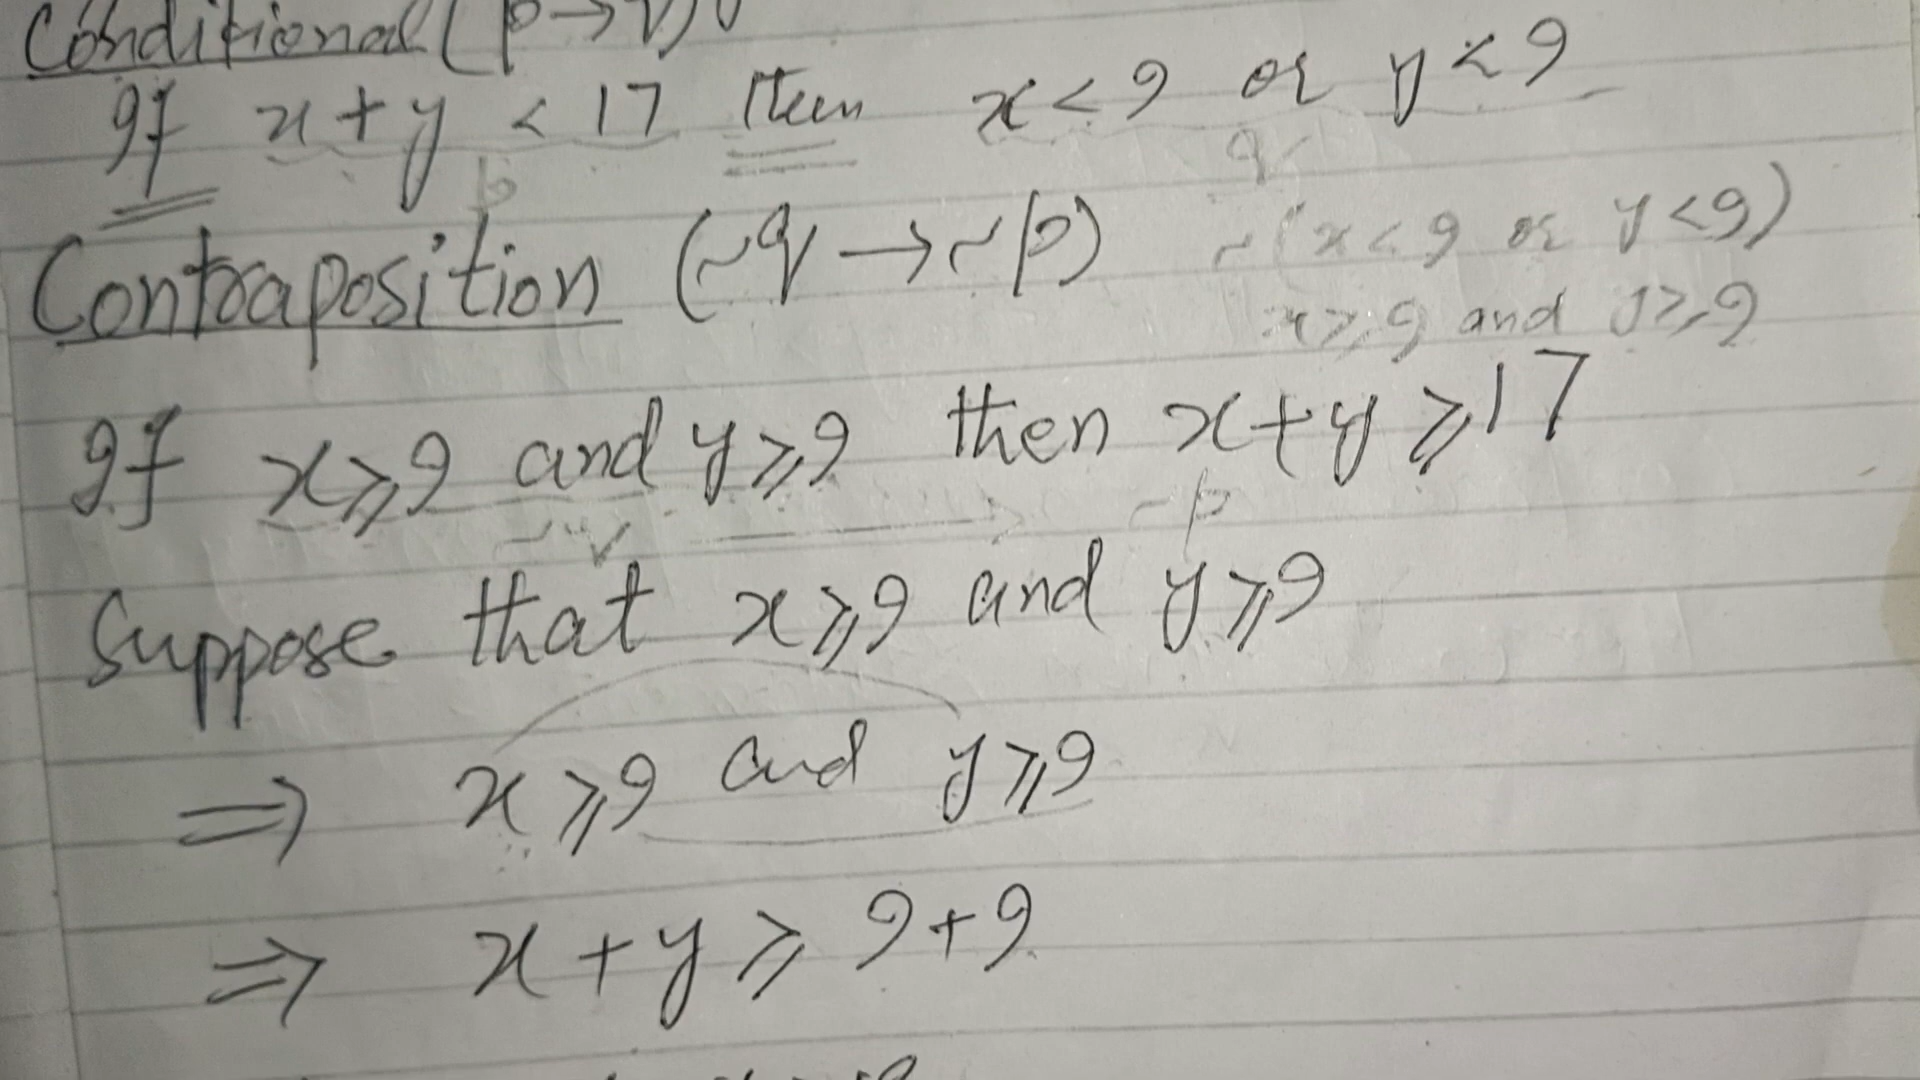 Conditional (p → q)
If x + y < 17 then x < 9 or y < 9
p q
Contraposition (~q → ~p) ~(x < 9 or y < 9)
x ⩾ 9 and y ⩾ 9
If x ⩾ 9 and y ⩾ 9 then x + y ⩾ 17
~q → ~p
Suppose that x ⩾ 9 and y ⩾ 9
⇒ x ⩾ 9 and y ⩾ 9
⇒ x + y ⩾ 9 + 9